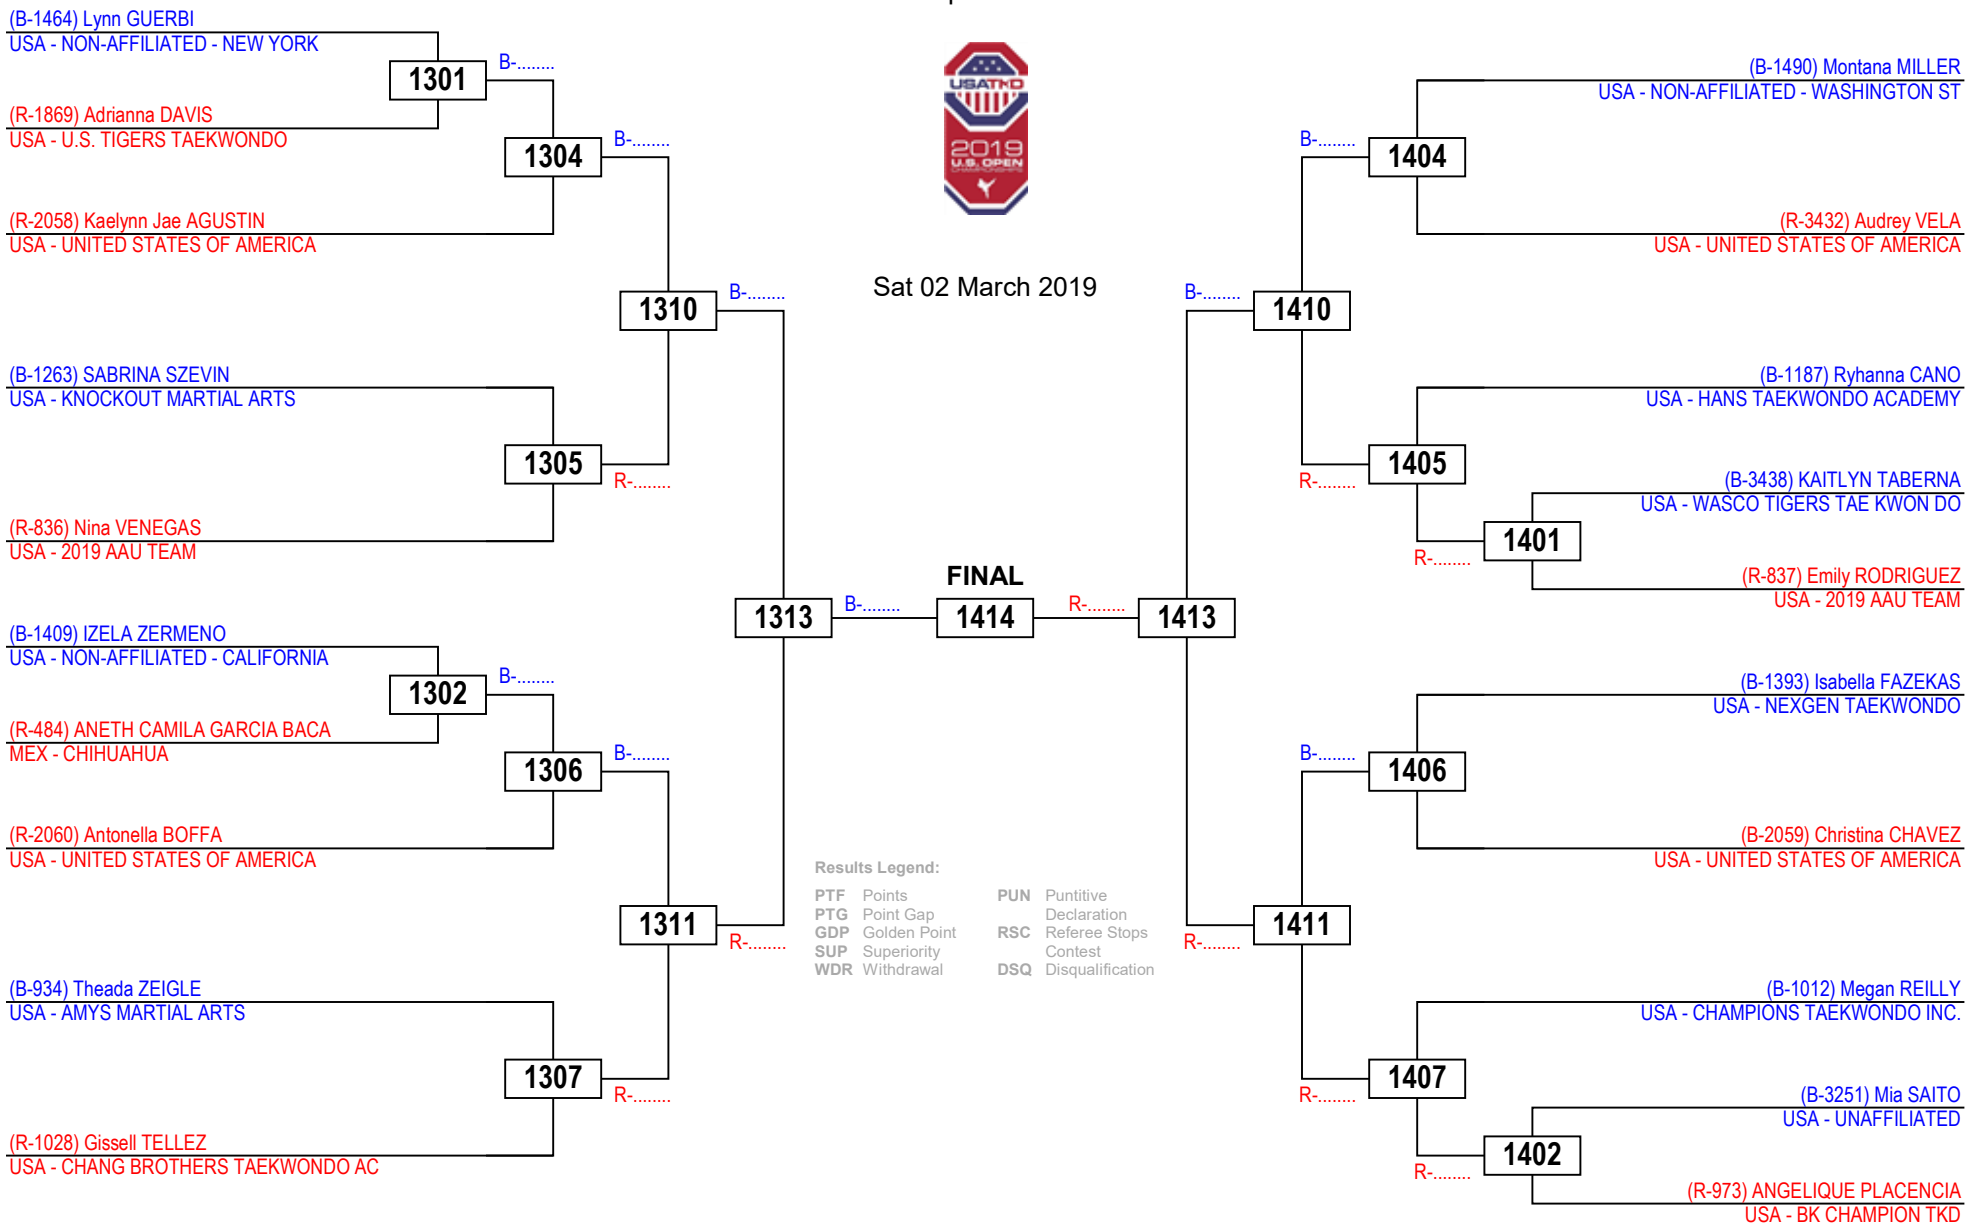 (B-1464) Lynn GUERBI
USA - NON-AFFILIATED - NEW YORK
1301
B-........
(R-1869) Adrianna DAVIS
USA - U.S. TIGERS TAEKWONDO
1304
B-........
(R-2058) Kaelynn Jae AGUSTIN
USA - UNITED STATES OF AMERICA
1310
B-........
(B-1263) SABRINA SZEVIN
USA - KNOCKOUT MARTIAL ARTS
1305
R-........
(R-836) Nina VENEGAS
USA - 2019 AAU TEAM
1313
B-........
(B-1409) IZELA ZERMENO
USA - NON-AFFILIATED - CALIFORNIA
1302
B-........
(R-484) ANETH CAMILA GARCIA BACA
MEX - CHIHUAHUA
1306
B-........
(R-2060) Antonella BOFFA
USA - UNITED STATES OF AMERICA
1311
R-........
(B-934) Theada ZEIGLE
USA - AMYS MARTIAL ARTS
1307
R-........
(R-1028) Gissell TELLEZ
USA - CHANG BROTHERS TAEKWONDO AC
USATKD
2019
U.S. OPEN
CHAMPIONSHIPS
Sat 02 March 2019
FINAL
1414
Results Legend:
PTF Points
PTG Point Gap
GDP Golden Point
SUP Superiority
WDR Withdrawal
PUN Puntitive
Declaration
RSC Referee Stops
Contest
DSQ Disqualification
(B-1490) Montana MILLER
USA - NON-AFFILIATED - WASHINGTON ST
B-........
1404
(R-3432) Audrey VELA
USA - UNITED STATES OF AMERICA
B-........
1410
(B-1187) Ryhanna CANO
USA - HANS TAEKWONDO ACADEMY
1405
R-........
(B-3438) KAITLYN TABERNA
USA - WASCO TIGERS TAE KWON DO
1401
R-........
(R-837) Emily RODRIGUEZ
USA - 2019 AAU TEAM
R-........
1413
(B-1393) Isabella FAZEKAS
USA - NEXGEN TAEKWONDO
B-........
1406
(B-2059) Christina CHAVEZ
USA - UNITED STATES OF AMERICA
1411
R-........
(B-1012) Megan REILLY
USA - CHAMPIONS TAEKWONDO INC.
1407
R-........
(B-3251) Mia SAITO
USA - UNAFFILIATED
1402
R-........
(R-973) ANGELIQUE PLACENCIA
USA - BK CHAMPION TKD